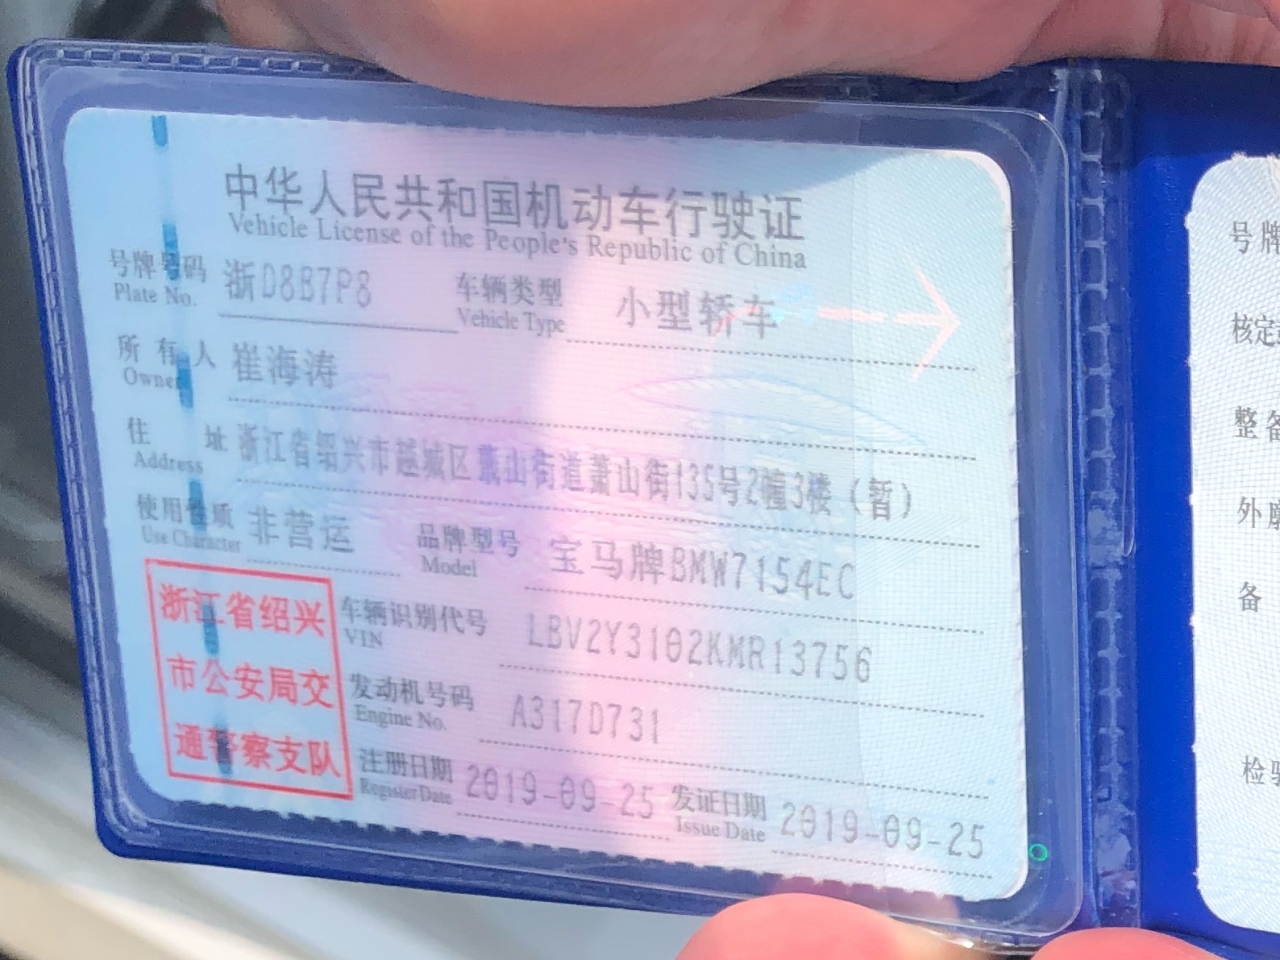 中华人民共和国机动车行驶证
Vehicle License of the People's Republic of China
号牌号码 浙D8B7P8 车辆类型 小型轿车
Plate No. Vehicle Type
所有人 崔海涛
Owner
住址 浙江省绍兴市越城区蕺山街道萧山街135号2幢3楼（暂）
Address
使用性质 非营运 品牌型号 宝马牌BMW7154EC
Use Character Model
车辆识别代号 LBV2Y3102KMR13756
VIN
发动机号码 A317D731
Engine No.
注册日期 2019-09-25 发证日期 2019-09-25
Register Date Issue Date
浙江省绍兴
市公安局交
通警察支队
号牌
核定
整备
外
备
检验